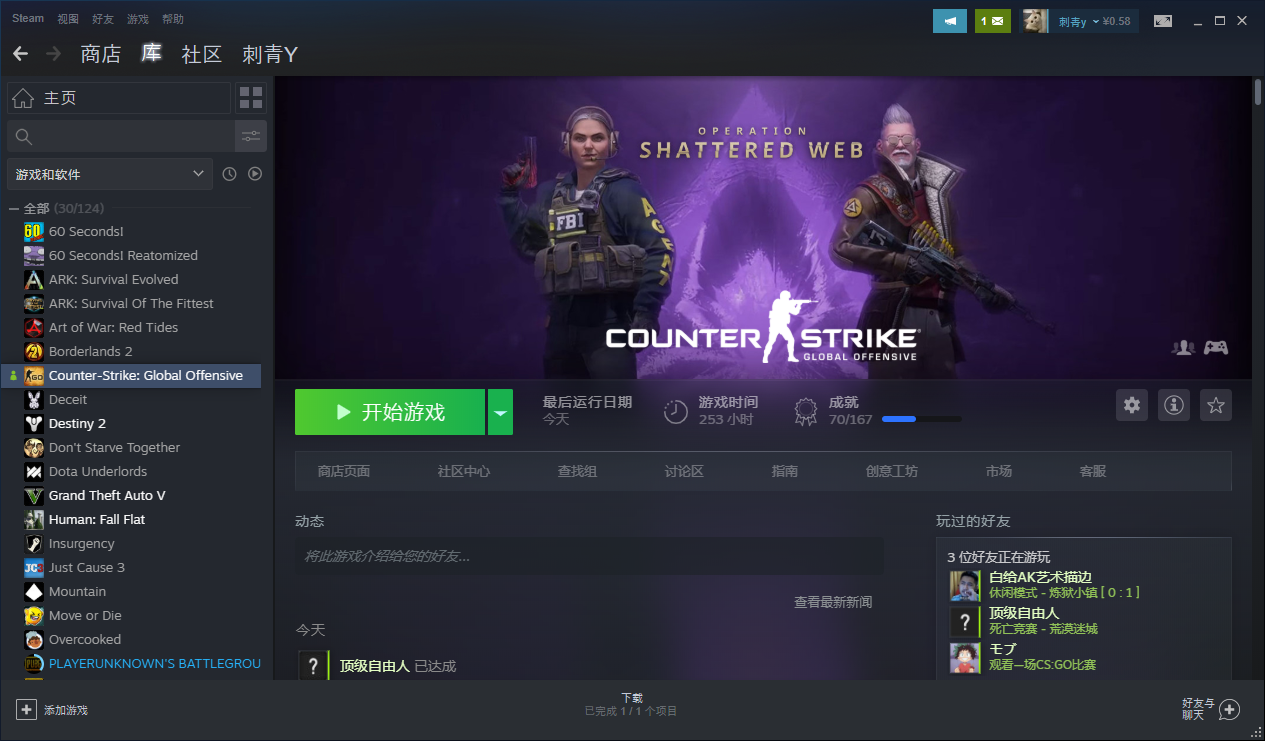 Steam 视图 好友 游戏 帮助
1
刺青y ¥0.58
商店 库 社区 刺青Y
主页
游戏和软件
全部 (30/124)
60 Seconds!
60 Seconds! Reatomized
ARK: Survival Evolved
ARK: Survival Of The Fittest
Art of War: Red Tides
Borderlands 2
Counter-Strike: Global Offensive
Deceit
Destiny 2
Don't Starve Together
Dota Underlords
Grand Theft Auto V
Human: Fall Flat
Insurgency
Just Cause 3
Mountain
Move or Die
Overcooked
PLAYERUNKNOWN'S BATTLEGROU
添加游戏
OPERATION
SHATTERED WEB
FBI
AGENT
COUNTER STRIKE
GLOBAL OFFENSIVE
开始游戏
最后运行日期
今天
游戏时间
253 小时
成就
70/167
商店页面 社区中心 查找组 讨论区 指南 创意工坊 市场 客服
动态
将此游戏介绍给您的好友...
查看最新新闻
今天
?
顶级自由人 已达成
玩过的好友
3 位好友正在游玩
白给AK艺术描边
休闲模式 - 炼狱小镇 [ 0 : 1 ]
?
顶级自由人
死亡竞赛 - 荒漠迷城
モブ
观看一场CS:GO比赛
下载
已完成 1 / 1 个项目
好友与
聊天